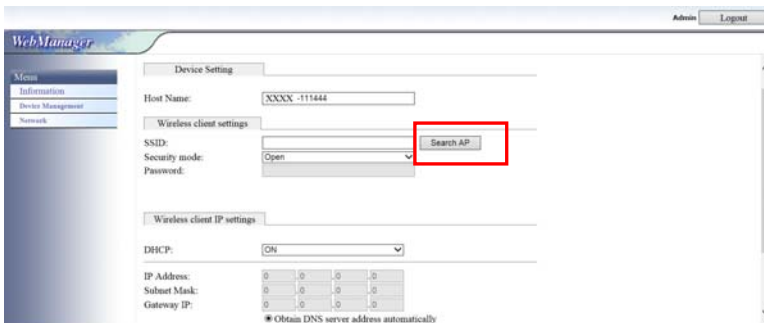 Admin Logout
WebManager
Menu
Information
Device Management
Network
Device Setting
Host Name: XXXX -111444
Wireless client settings
SSID: Search AP
Security mode: Open
Password:
Wireless client IP settings
DHCP: ON
IP Address: 0 .0 .0 .0
Subnet Mask: 0 .0 .0 .0
Gateway IP: 0 .0 .0 .0
Obtain DNS server address automatically